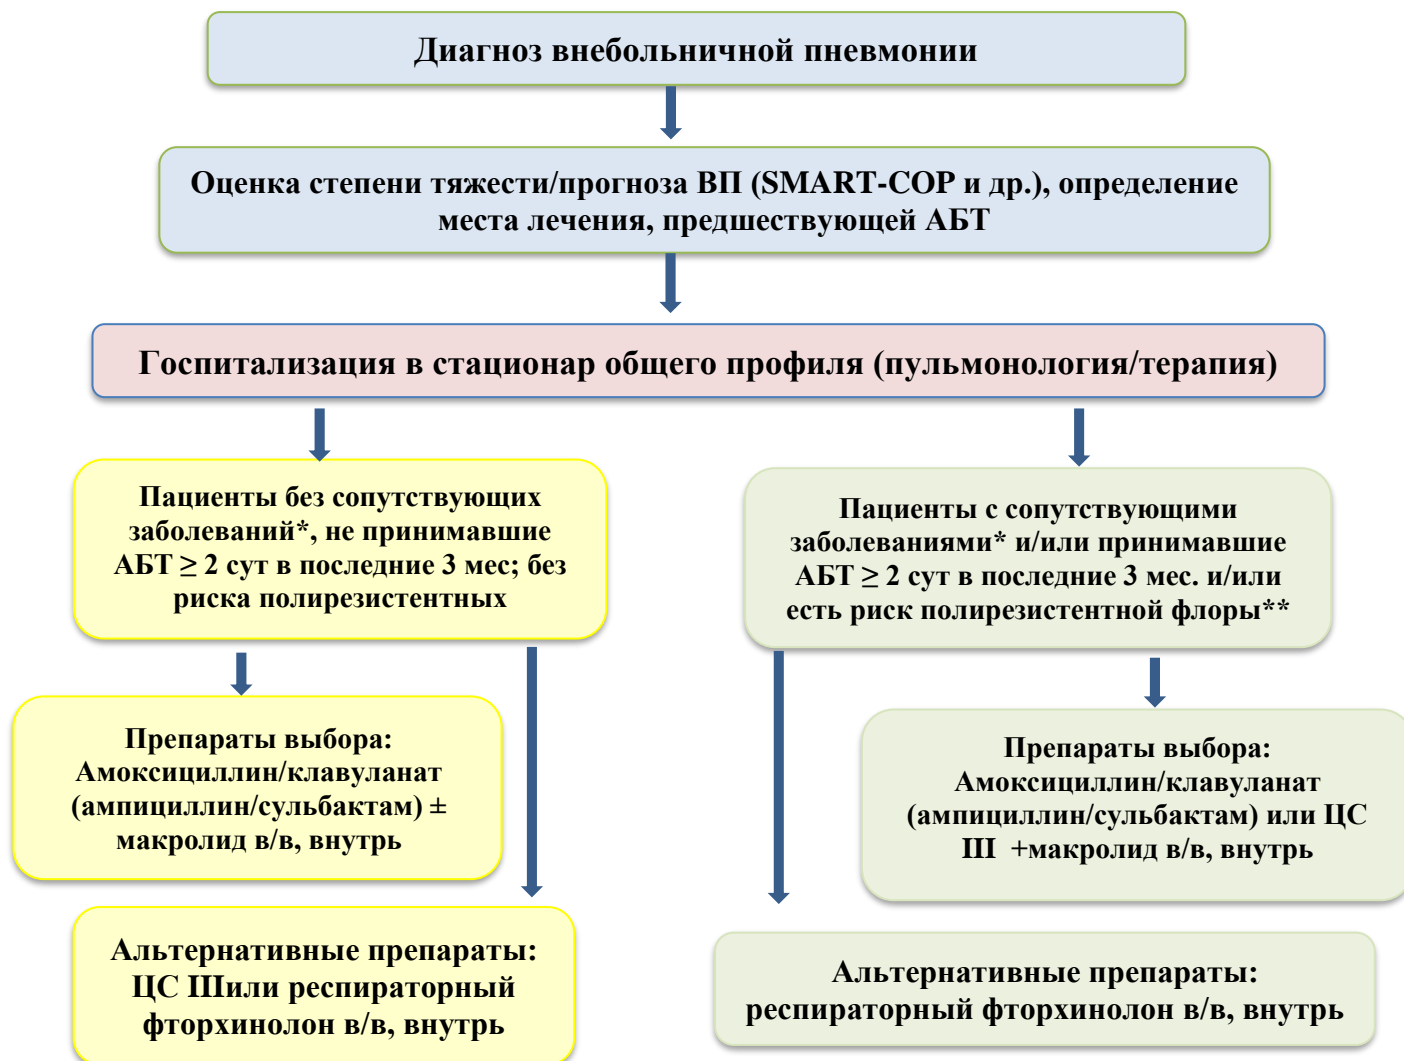 Диагноз внебольничной пневмонии
Оценка степени тяжести/прогноза ВП (SMART-COP и др.), определение
места лечения, предшествующей АБТ
Госпитализация в стационар общего профиля (пульмонология/терапия)
Пациенты без сопутствующих
заболеваний*, не принимавшие
АБТ ≥ 2 сут в последние 3 мес; без
риска полирезистентных
Пациенты с сопутствующими
заболеваниями* и/или принимавшие
АБТ ≥ 2 сут в последние 3 мес. и/или
есть риск полирезистентной флоры**
Препараты выбора:
Амоксициллин/клавуланат
(ампициллин/сульбактам) ±
макролид в/в, внутрь
Препараты выбора:
Амоксициллин/клавуланат
(ампициллин/сульбактам) или ЦС
III +макролид в/в, внутрь
Альтернативные препараты:
ЦС IIIили респираторный
фторхинолон в/в, внутрь
Альтернативные препараты:
респираторный фторхинолон в/в, внутрь